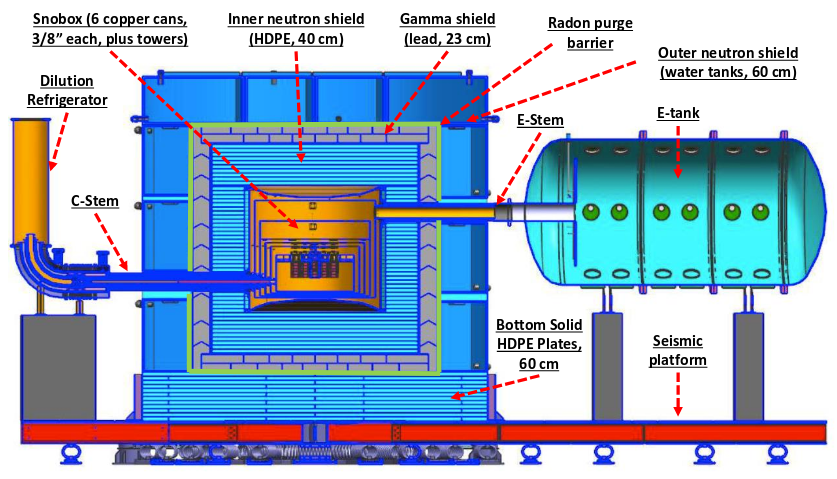 Snobox (6 copper cans,
3/8” each, plus towers)
Inner neutron shield
(HDPE, 40 cm)
Gamma shield
(lead, 23 cm)
Radon purge
barrier
Outer neutron shield
(water tanks, 60 cm)
Dilution
Refrigerator
E-Stem
E-tank
C-Stem
Bottom Solid
HDPE Plates,
60 cm
Seismic
platform